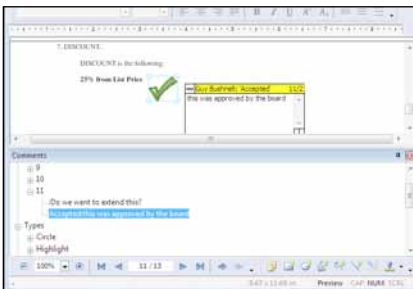 7. DISCOUNT.
DISCOUNT is the following:
25% from List Price
Guy Bushneh: Accepted 11/2
this was approved by the board
Comments
9
10
11
Do we want to extend this?
Accepted this was approved by the board
Types
Circle
Highlight
100%
11 / 13
Preview CAP NUM SCRL